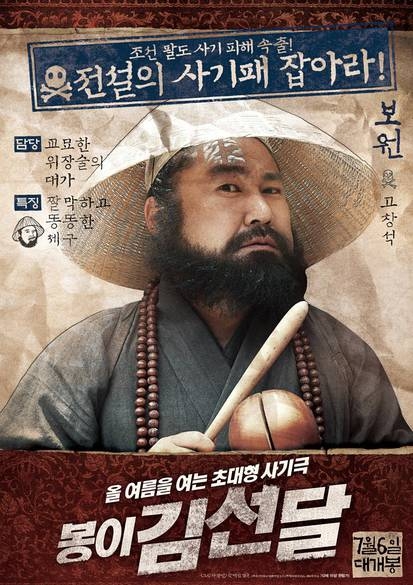 조선 팔도 사기 피해 속출!
전설의 사기패 잡아라!
보원
고창석
담당 교묘한
위장술의
대가
특징 짤막하고
똥똥한
체구
올 여름을 여는 초대형 사기극
봉이 김선달
7월 6일
대개봉